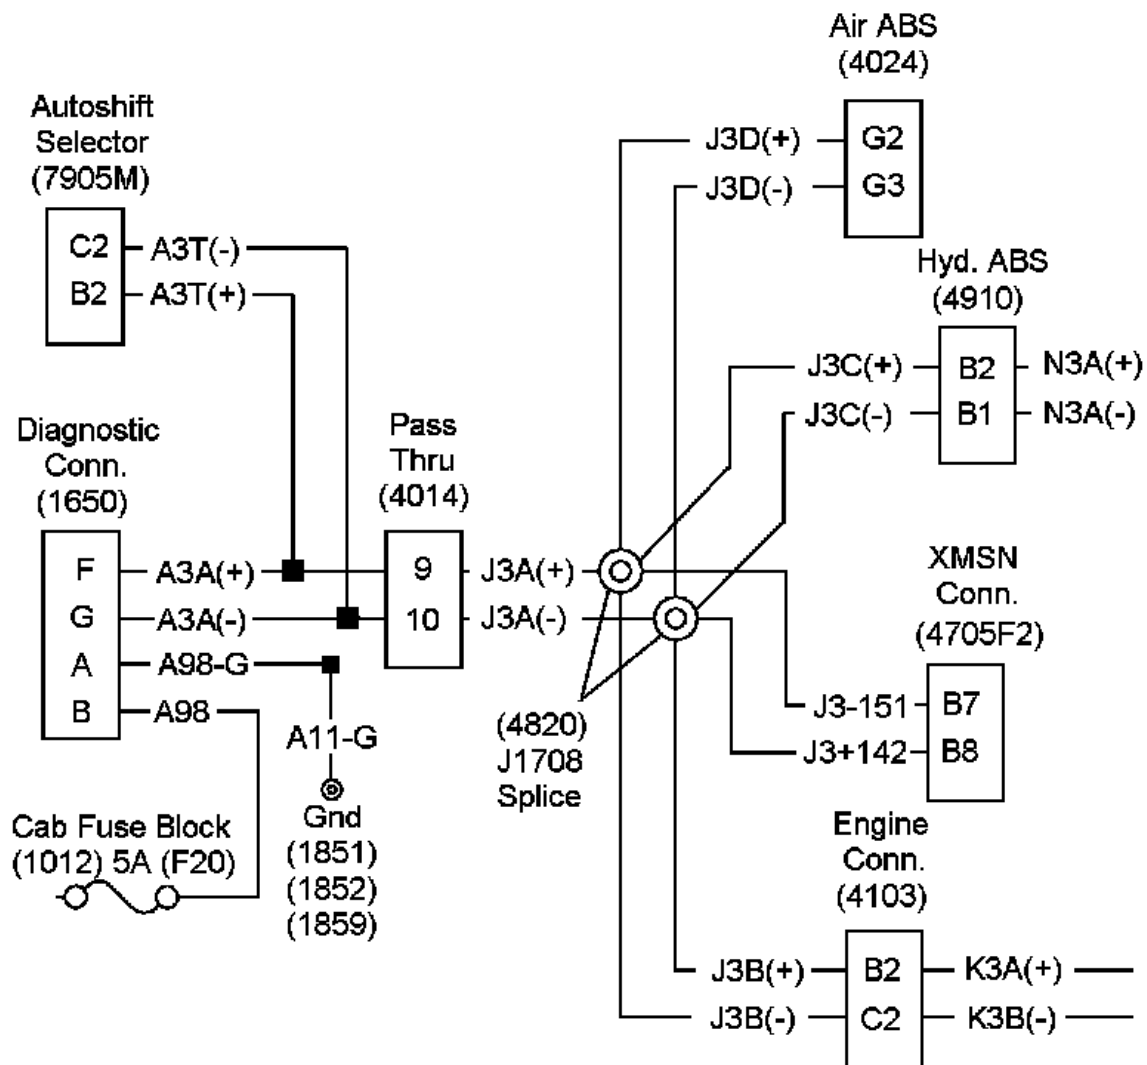 Air ABS
(4024)
J3D(+) G2
J3D(-) G3
Autoshift
Selector
(7905M)
C2 A3T(-)
B2 A3T(+)
Hyd. ABS
(4910)
J3C(+) B2 N3A(+)
J3C(-) B1 N3A(-)
Diagnostic
Conn.
(1650)
F A3A(+)
G A3A(-)
A A98-G
B A98
Pass
Thru
(4014)
9 J3A(+)
10 J3A(-)
A11-G
Gnd
(1851)
(1852)
(1859)
Cab Fuse Block
(1012) 5A (F20)
(4820)
J1708
Splice
XMSN
Conn.
(4705F2)
J3-151 B7
J3+142 B8
Engine
Conn.
(4103)
J3B(+) B2 K3A(+)
J3B(-) C2 K3B(-)